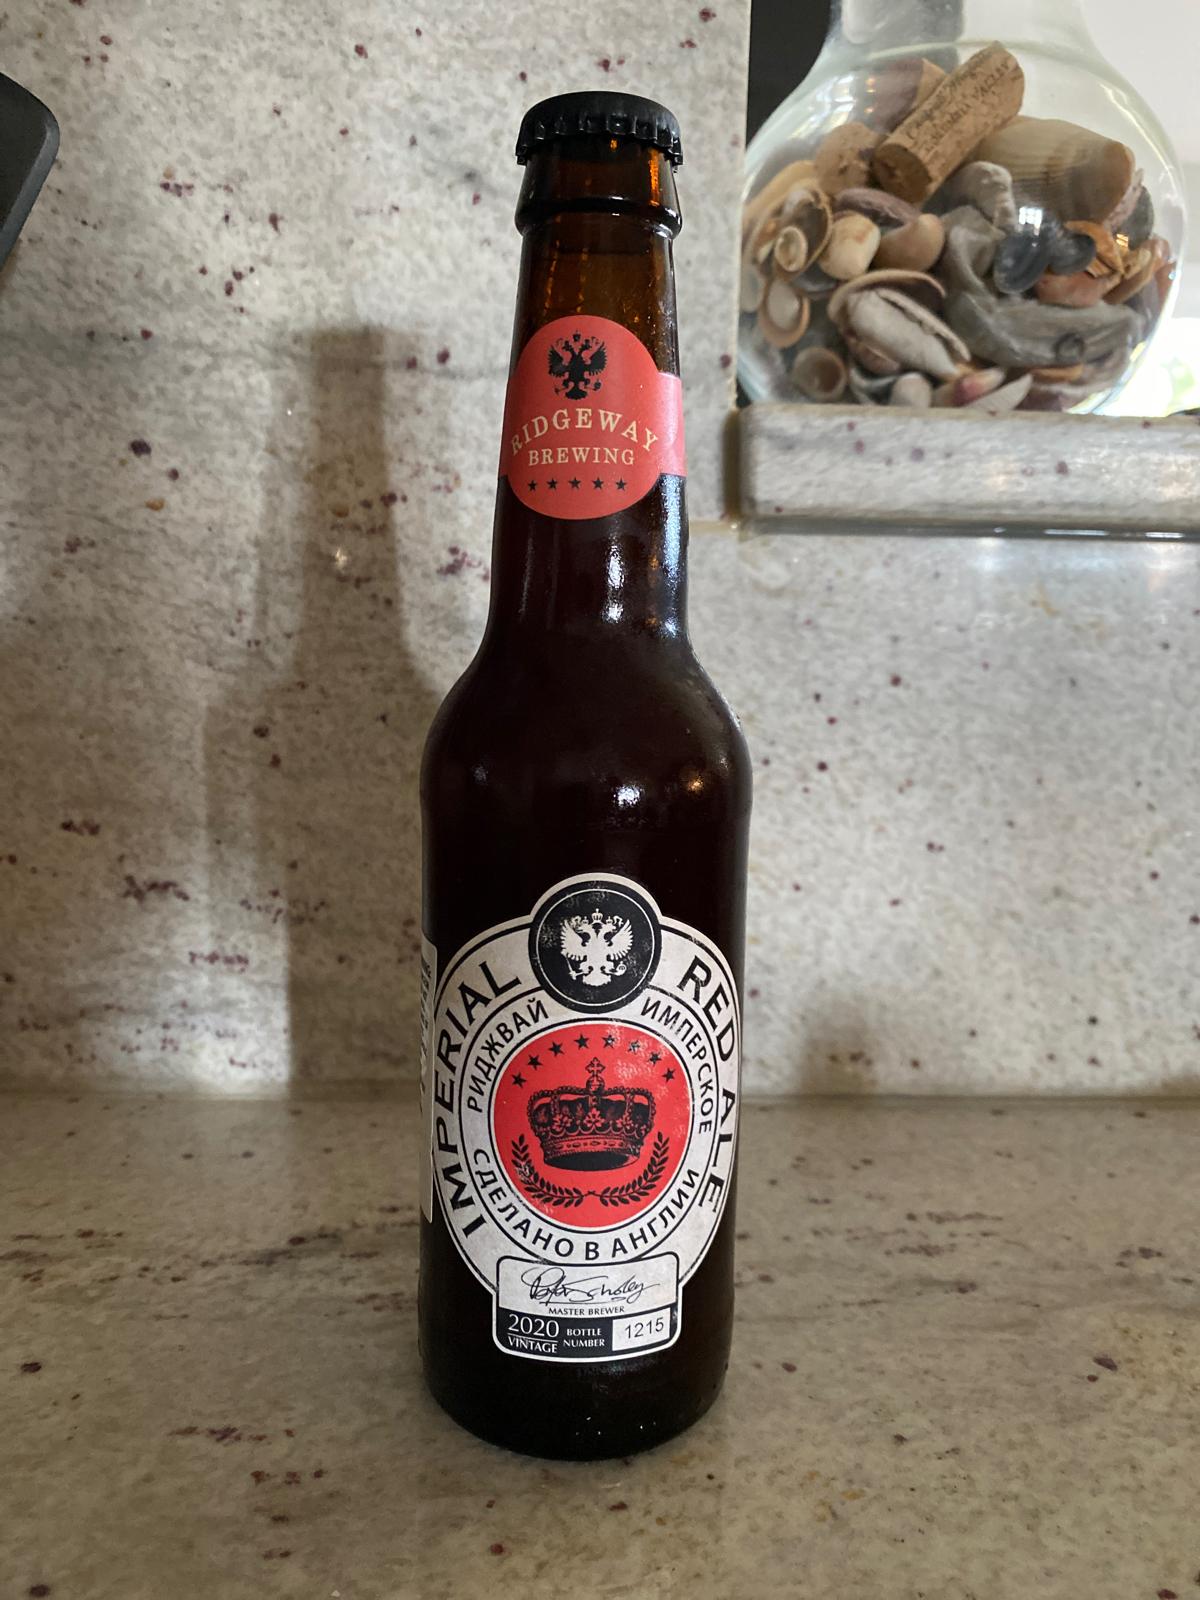 RIDGEWAY
BREWING
IMPERIAL RED ALE
РИДЖВАЙ ИМПЕРСКОЕ
СДЕЛАНО В АНГЛИИ
MASTER BREWER
2020
VINTAGE
BOTTLE
NUMBER
1215